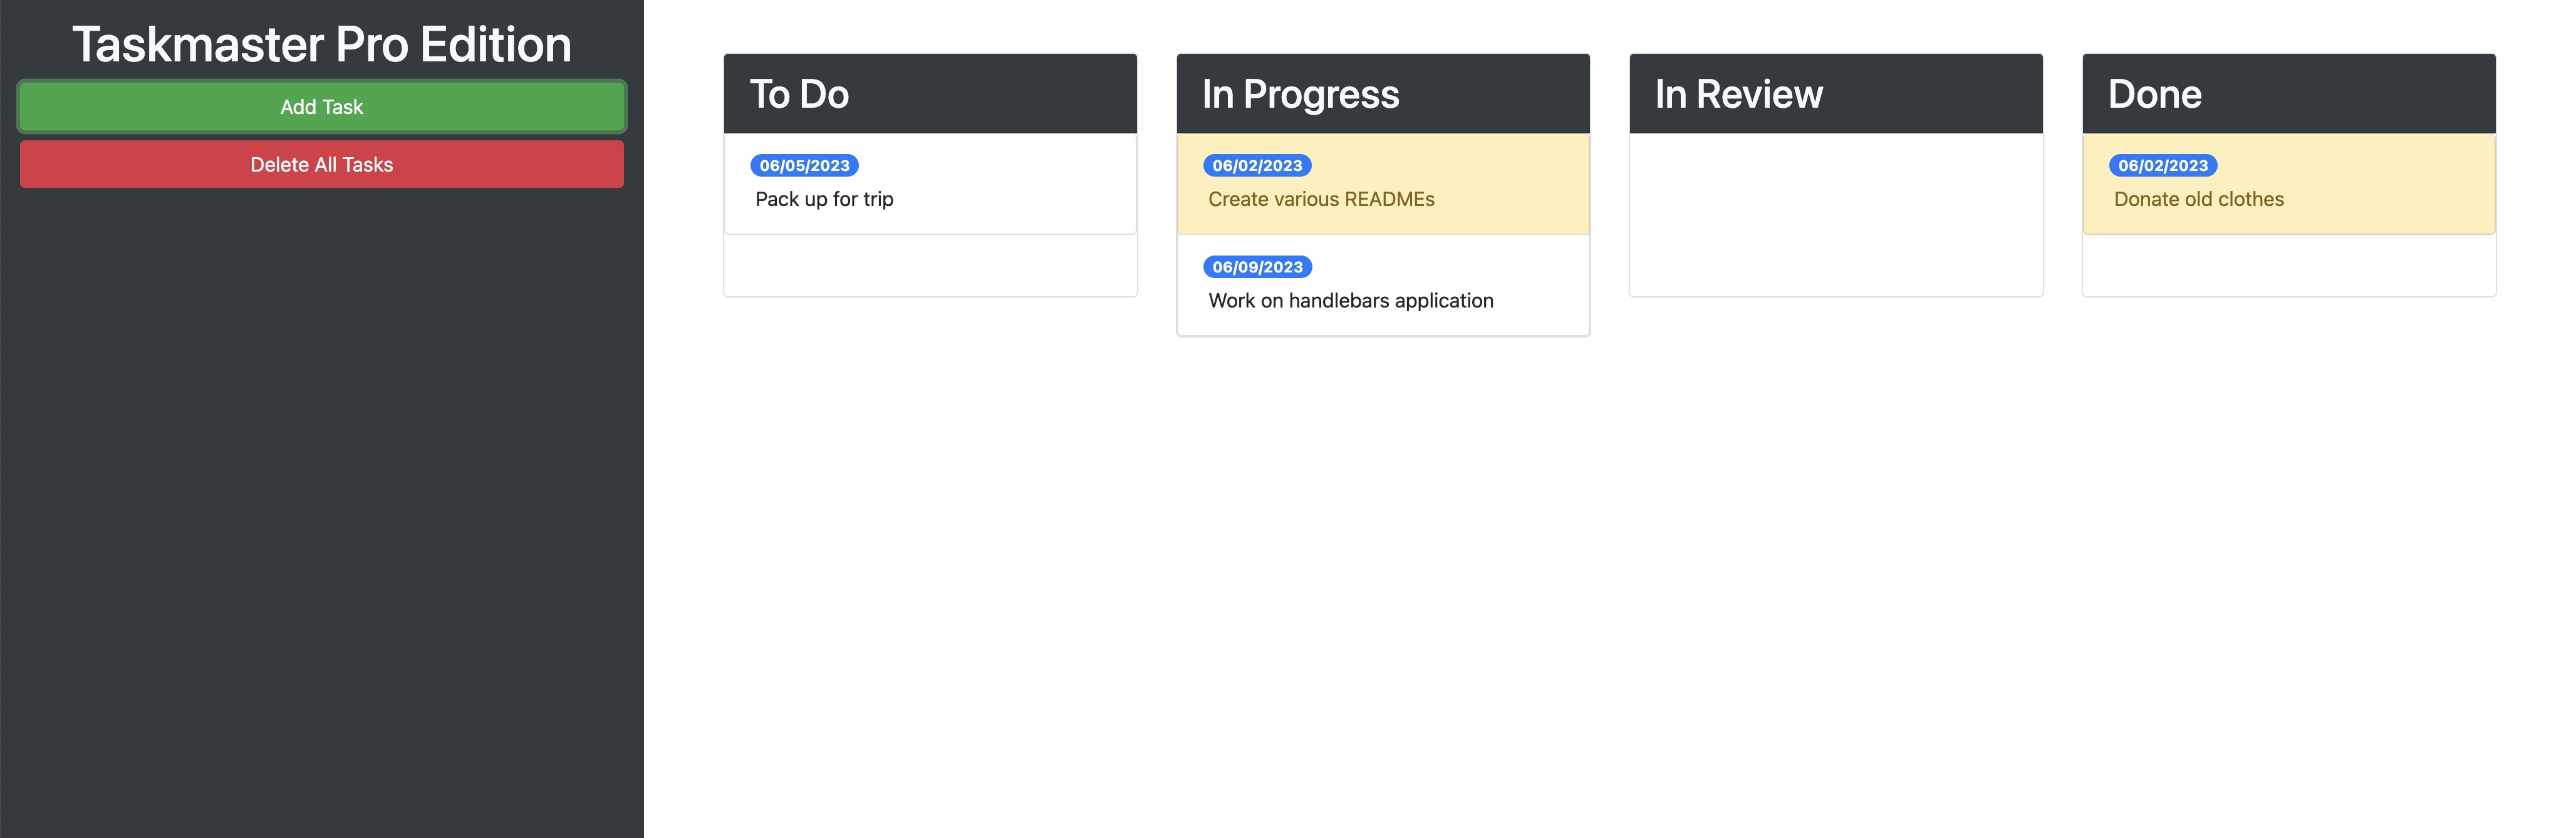 Taskmaster Pro Edition
Add Task
Delete All Tasks
To Do
06/05/2023
Pack up for trip
In Progress
06/02/2023
Create various READMEs
06/09/2023
Work on handlebars application
In Review
Done
06/02/2023
Donate old clothes